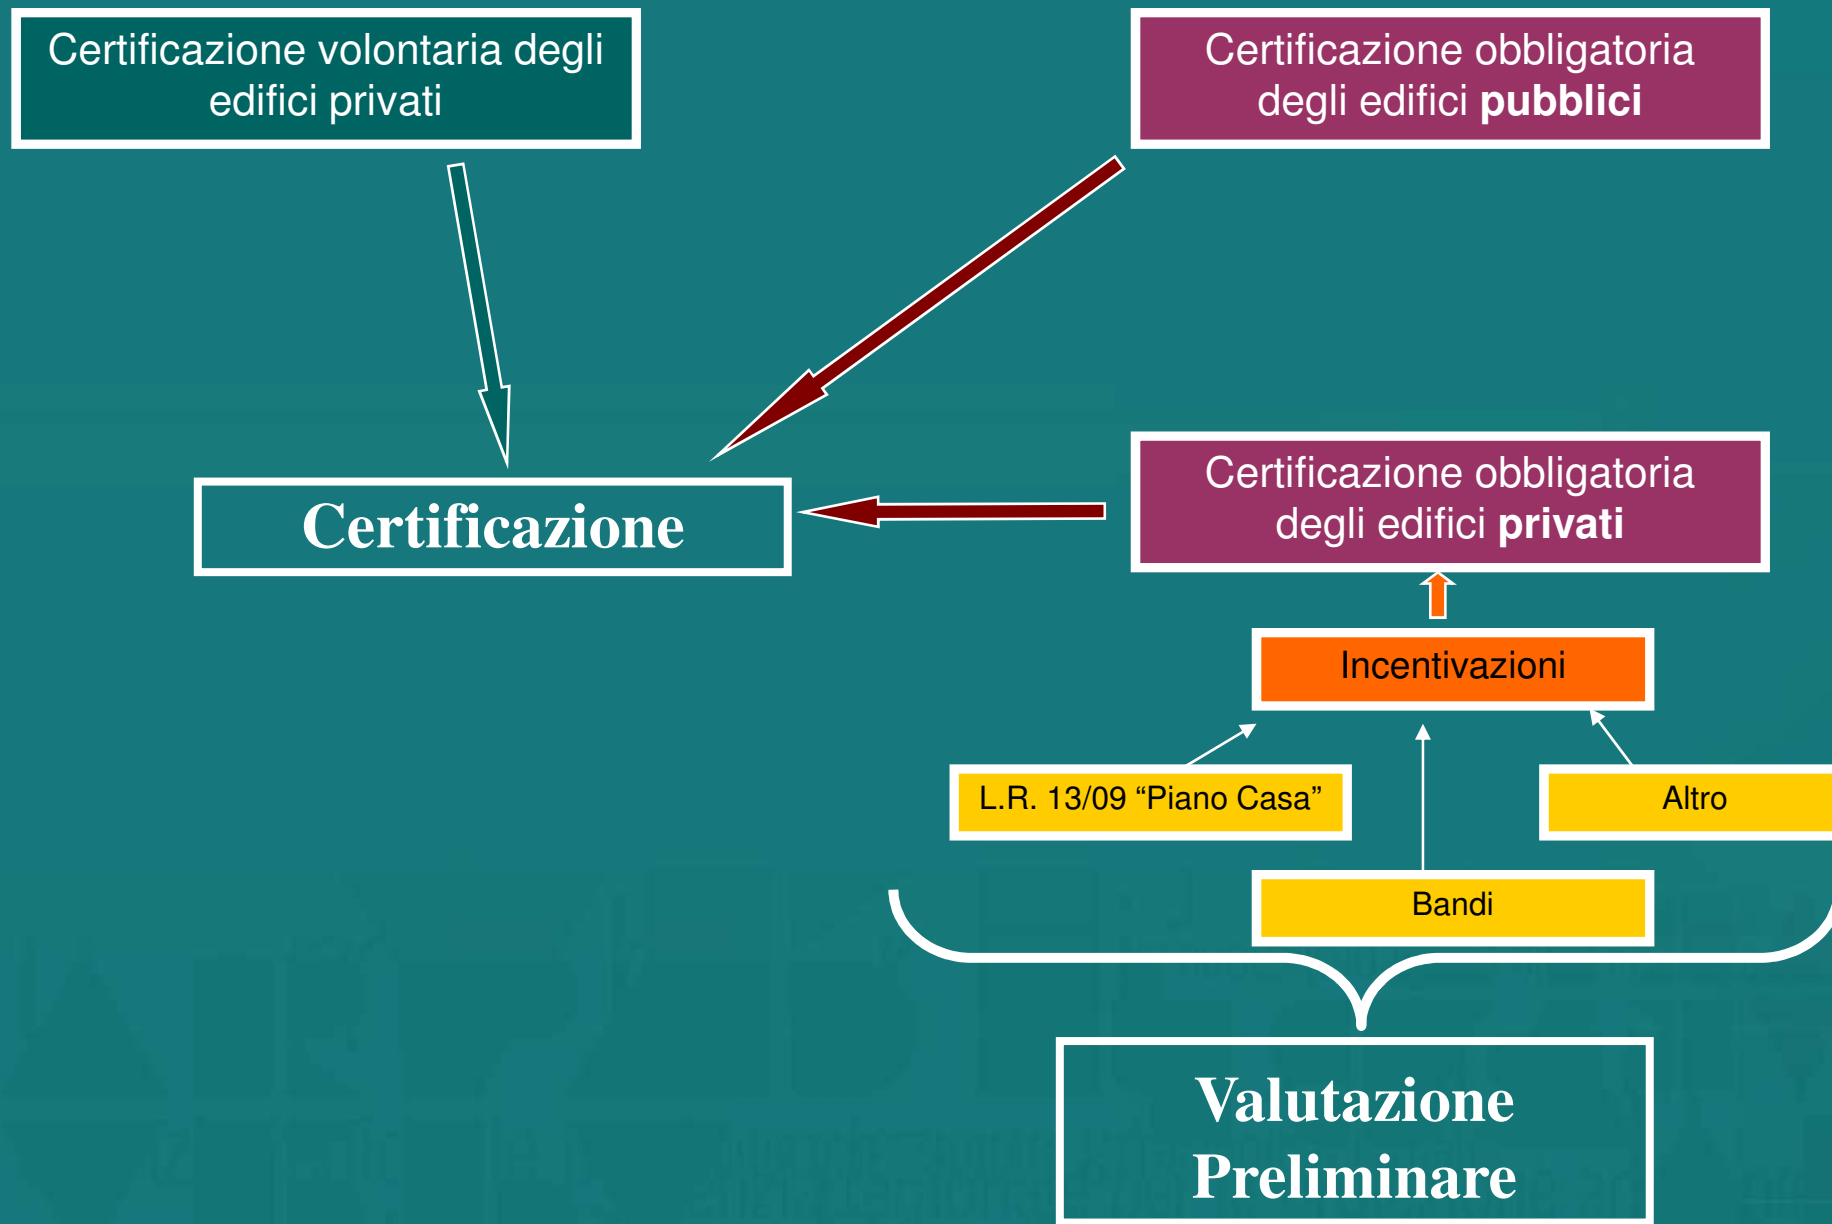 Certificazione volontaria degli
edifici privati
Certificazione obbligatoria
degli edifici pubblici
Certificazione
Certificazione obbligatoria
degli edifici privati
Incentivazioni
L.R. 13/09 “Piano Casa”
Altro
Bandi
Valutazione
Preliminare